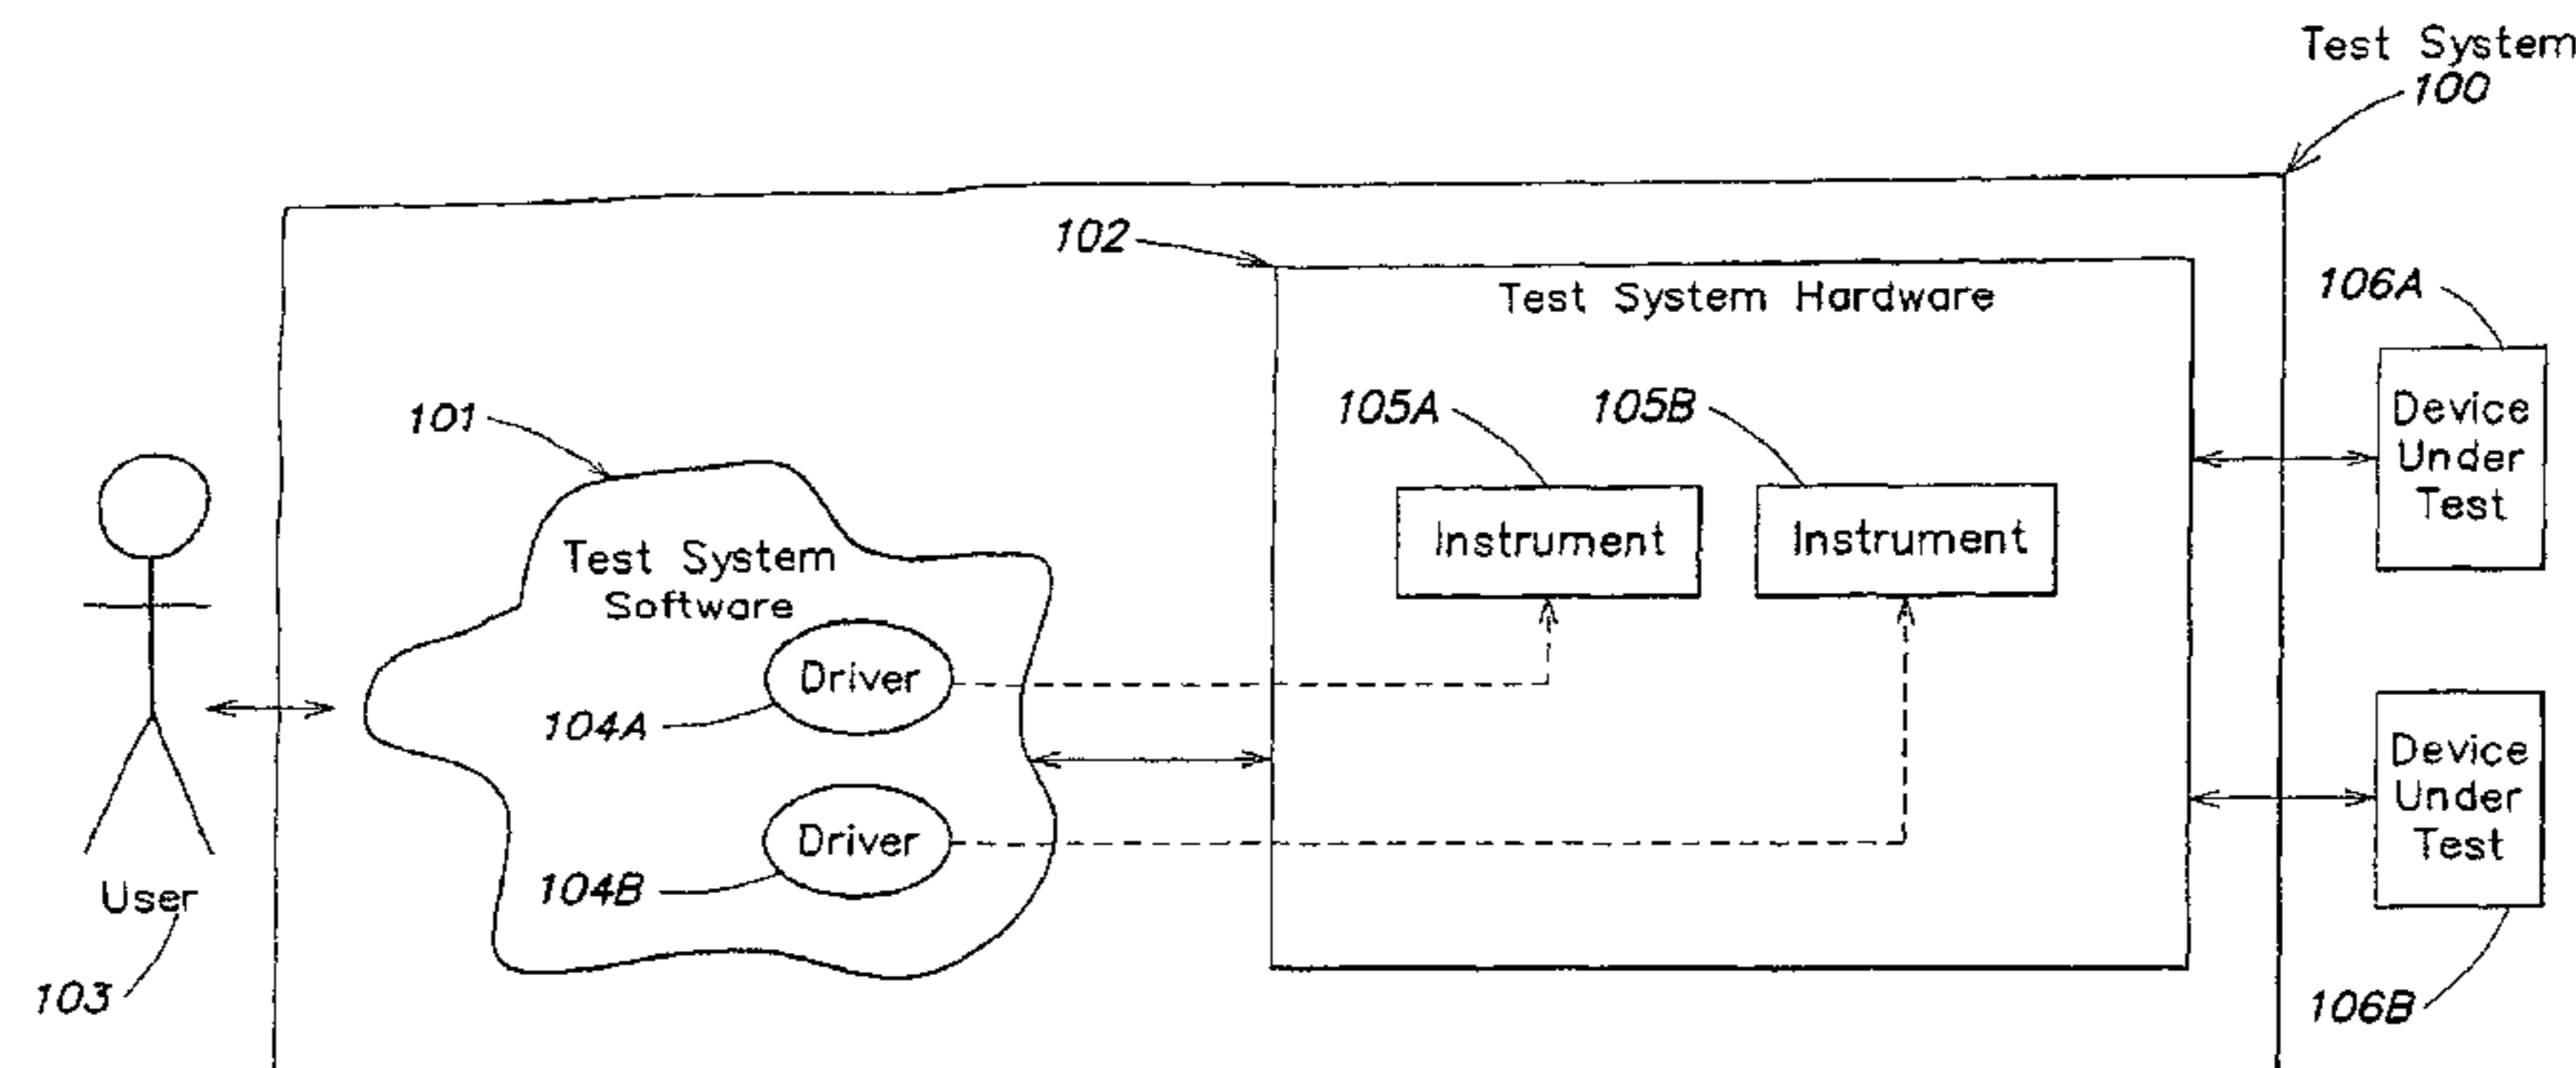 Test System
100
102
Test System Hardware
106A
105A
105B
101
Device
Under
Test
Instrument
Instrument
Test System
Software
Driver
104A
Device
Under
Test
Driver
104B
User
103
106B